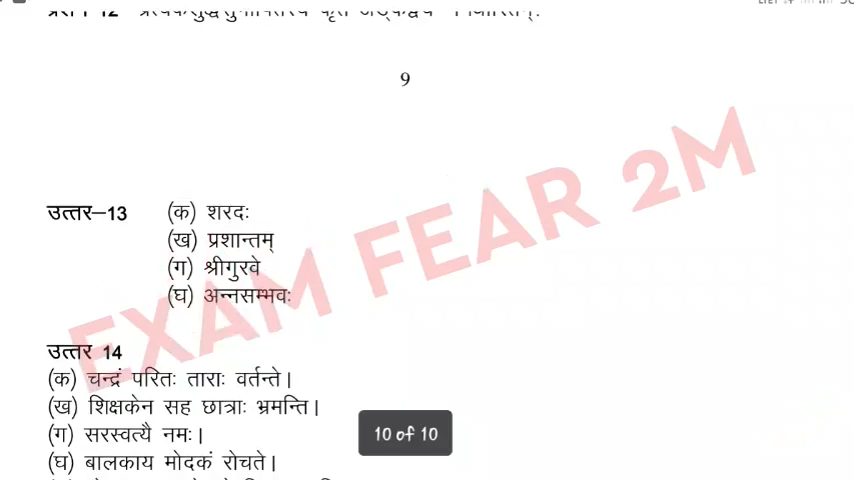 9
उत्तर–13 (क) शरदः
(ख) प्रशान्तम्
(ग) श्रीगुरवे
(घ) अन्नसम्भवः
EXAM FEAR 2M
उत्तर 14
(क) चन्द्रं परितः ताराः वर्तन्ते।
(ख) शिक्षकेन सह छात्राः भ्रमन्ति।
(ग) सरस्वत्यै नमः।
10 of 10
(घ) बालकाय मोदकं रोचते।